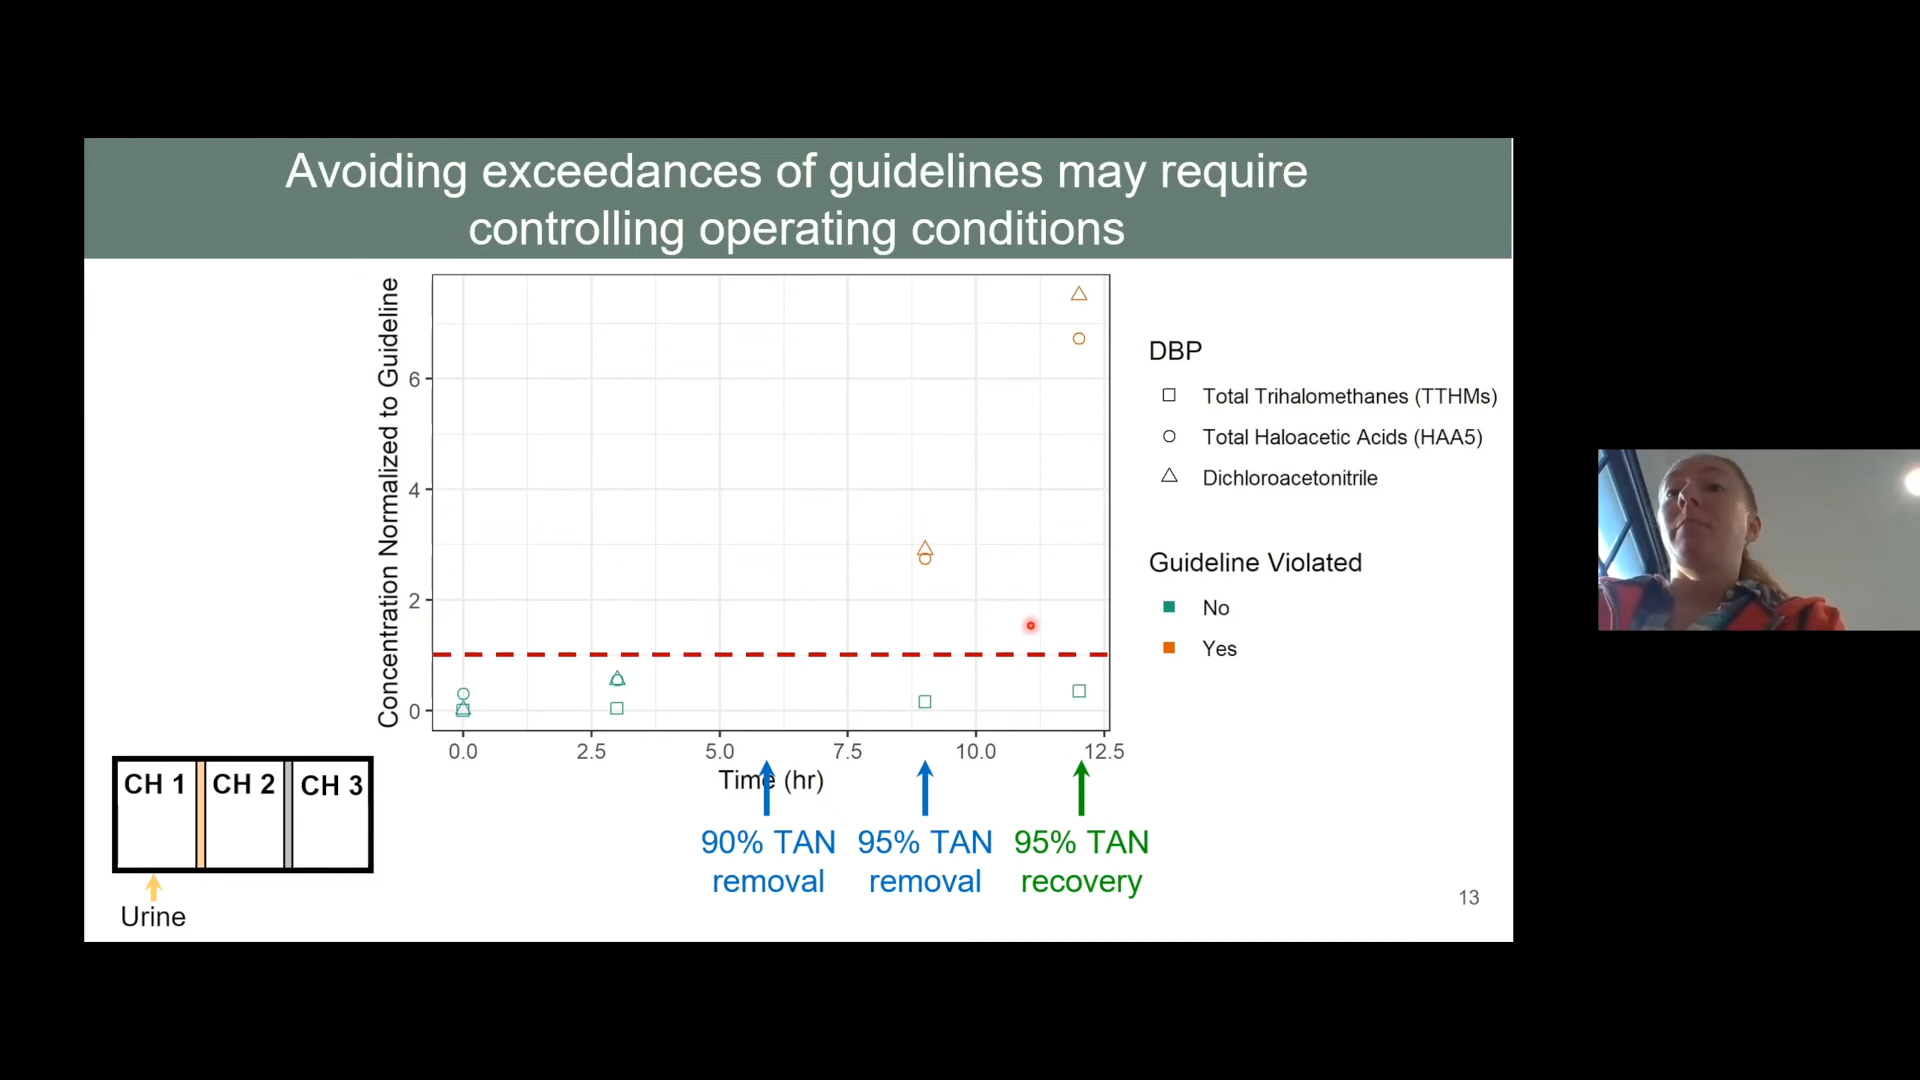 Avoiding exceedances of guidelines may require
controlling operating conditions
Concentration Normalized to Guideline
6
4
2
0
0.0 2.5 5.0 7.5 10.0 12.5
Time (hr)
DBP
Total Trihalomethanes (TTHMs)
Total Haloacetic Acids (HAA5)
Dichloroacetonitrile
Guideline Violated
No
Yes
CH 1 CH 2 CH 3
Urine
90% TAN
removal
95% TAN
removal
95% TAN
recovery
13